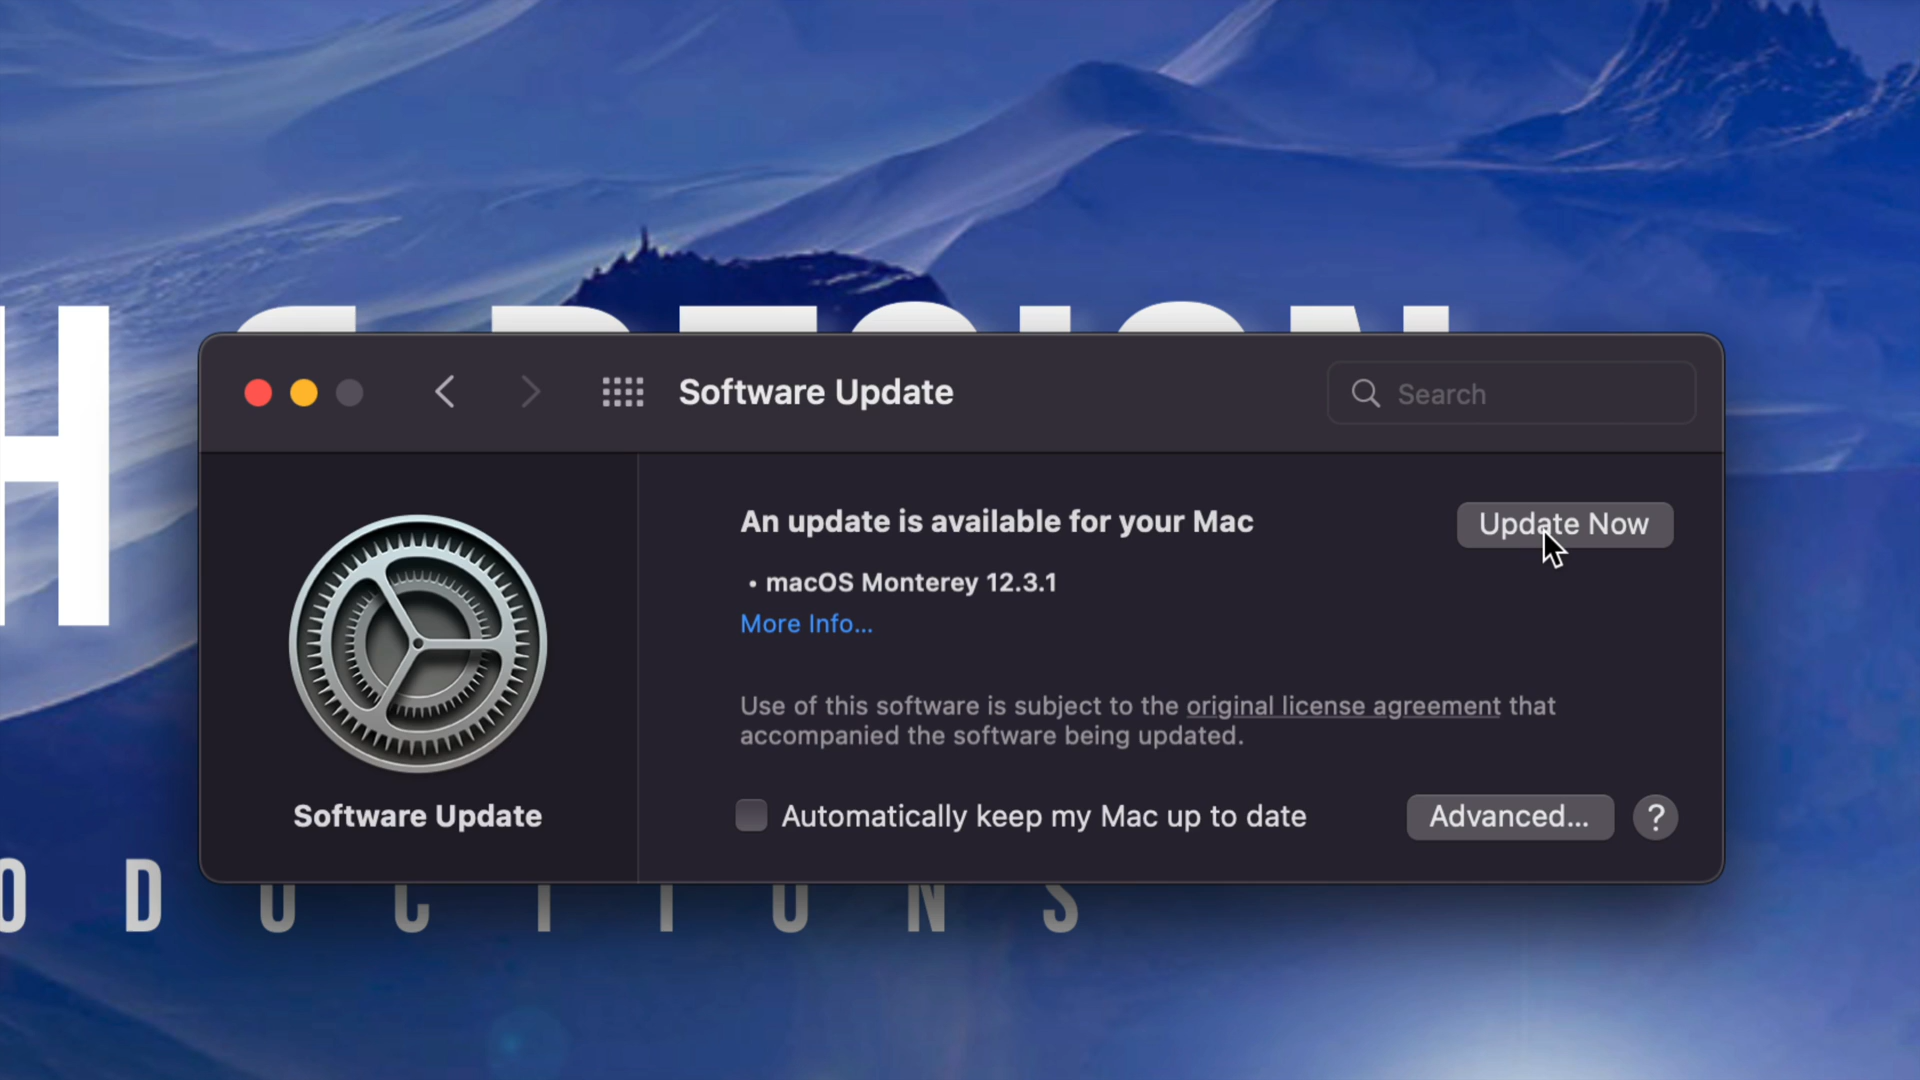 Software Update
Search
An update is available for your Mac
Update Now
• macOS Monterey 12.3.1
More Info...
Use of this software is subject to the original license agreement that
accompanied the software being updated.
Software Update
Automatically keep my Mac up to date
Advanced...
?